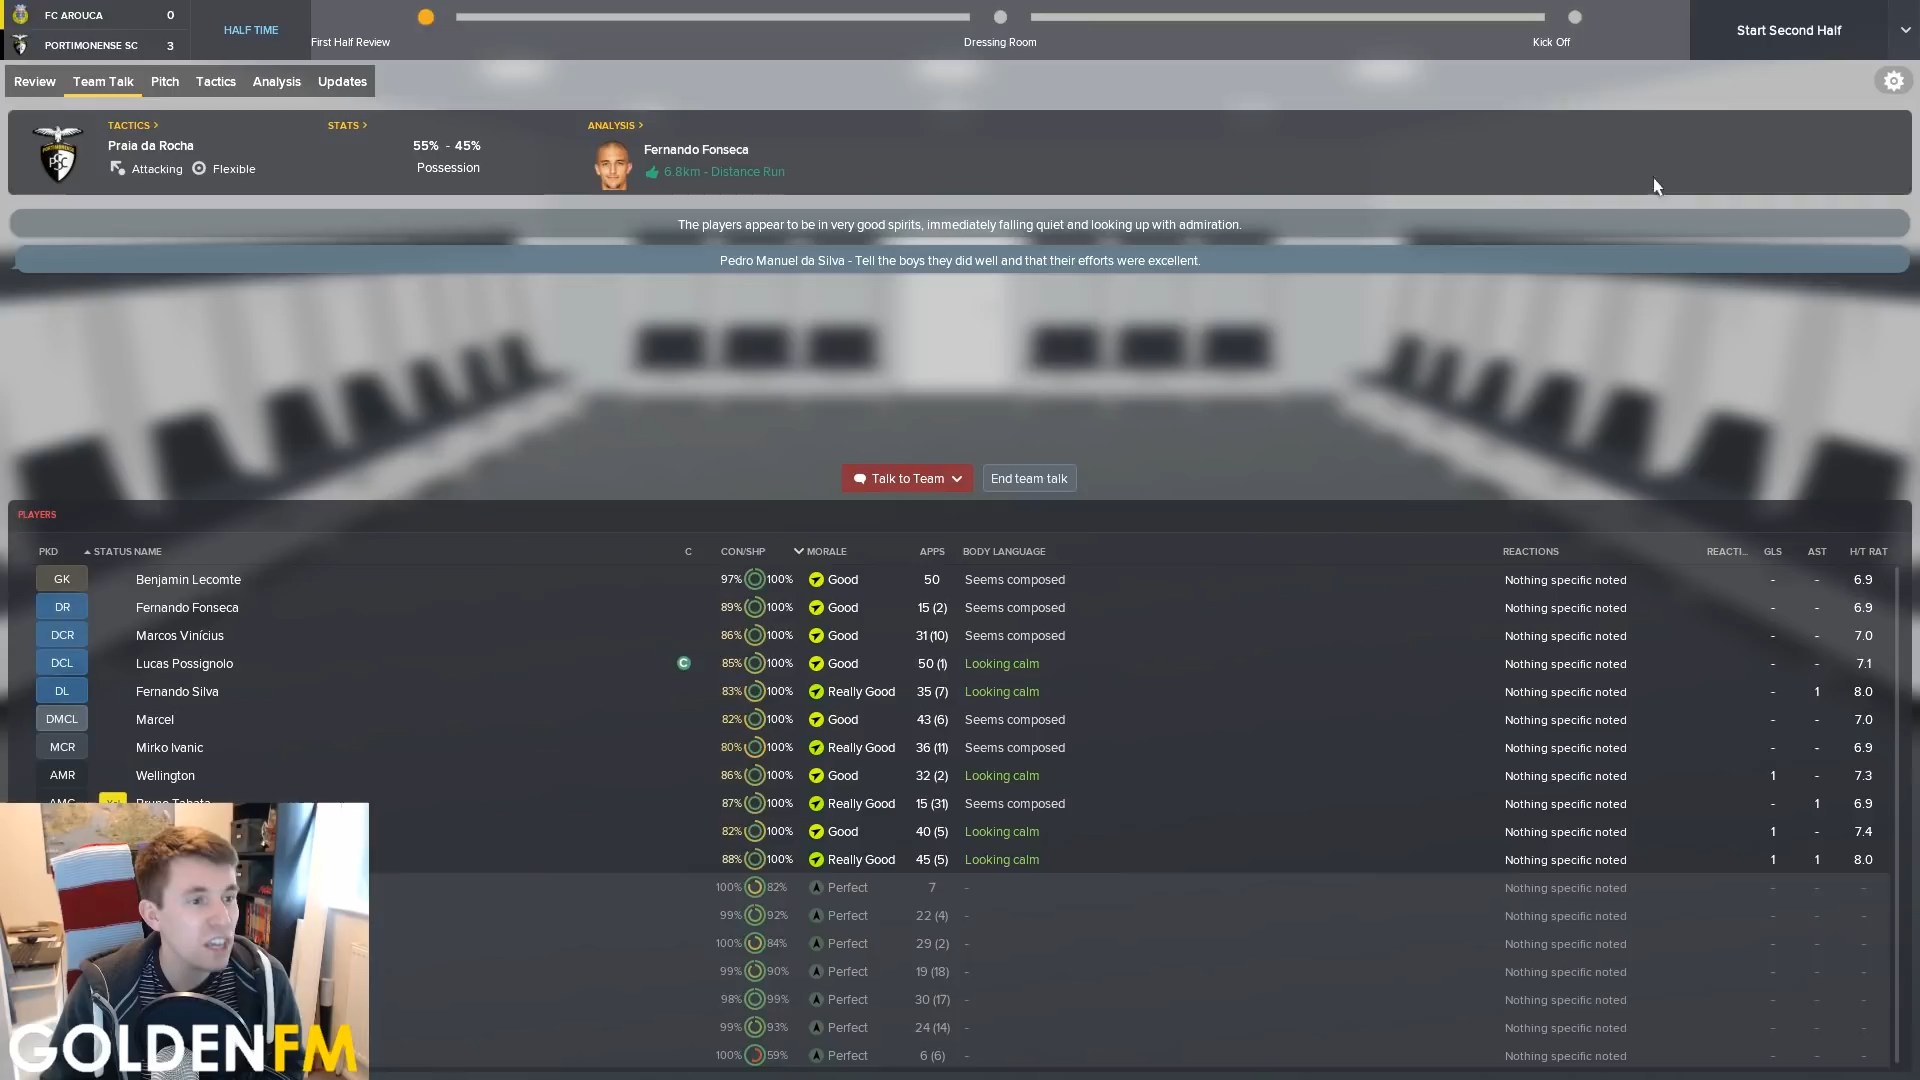 FC AROUCA 0
PORTIMONENSE SC 3
HALF TIME
First Half Review
Dressing Room
Kick Off
Start Second Half
Review Team Talk Pitch Tactics Analysis Updates
TACTICS >
Praia da Rocha
Attacking Flexible
STATS >
55% - 45%
Possession
ANALYSIS >
Fernando Fonseca
6.8km - Distance Run
The players appear to be in very good spirits, immediately falling quiet and looking up with admiration.
Pedro Manuel da Silva - Tell the boys they did well and that their efforts were excellent.
Talk to Team
End team talk
PLAYERS
PKD STATUS NAME C CON/SHP MORALE APPS BODY LANGUAGE REACTIONS REACTI... GLS AST H/T RAT
GK Benjamin Lecomte 97% 100% Good 50 Seems composed Nothing specific noted - - 6.9
DR Fernando Fonseca 89% 100% Good 15 (2) Seems composed Nothing specific noted - - 6.9
DCR Marcos Vinícius 86% 100% Good 31 (10) Seems composed Nothing specific noted - - 7.0
DCL Lucas Possignolo C 85% 100% Good 50 (1) Looking calm Nothing specific noted - - 7.1
DL Fernando Silva 83% 100% Really Good 35 (7) Looking calm Nothing specific noted - 1 8.0
DMCL Marcel 82% 100% Good 43 (6) Seems composed Nothing specific noted - - 7.0
MCR Mirko Ivanic 80% 100% Really Good 36 (11) Seems composed Nothing specific noted - - 6.9
AMR Wellington 86% 100% Good 32 (2) Looking calm Nothing specific noted 1 - 7.3
AMC Bruno Tabata 87% 100% Really Good 15 (31) Seems composed Nothing specific noted - 1 6.9
82% 100% Good 40 (5) Looking calm Nothing specific noted 1 - 7.4
88% 100% Really Good 45 (5) Looking calm Nothing specific noted 1 1 8.0
100% 82% Perfect 7 - Nothing specific noted - - -
99% 92% Perfect 22 (4) - Nothing specific noted - - -
100% 84% Perfect 29 (2) - Nothing specific noted - - -
99% 90% Perfect 19 (18) - Nothing specific noted - - -
98% 99% Perfect 30 (17) - Nothing specific noted - - -
99% 93% Perfect 24 (14) - Nothing specific noted - - -
100% 59% Perfect 6 (6) - Nothing specific noted - - -
GOLDENFM